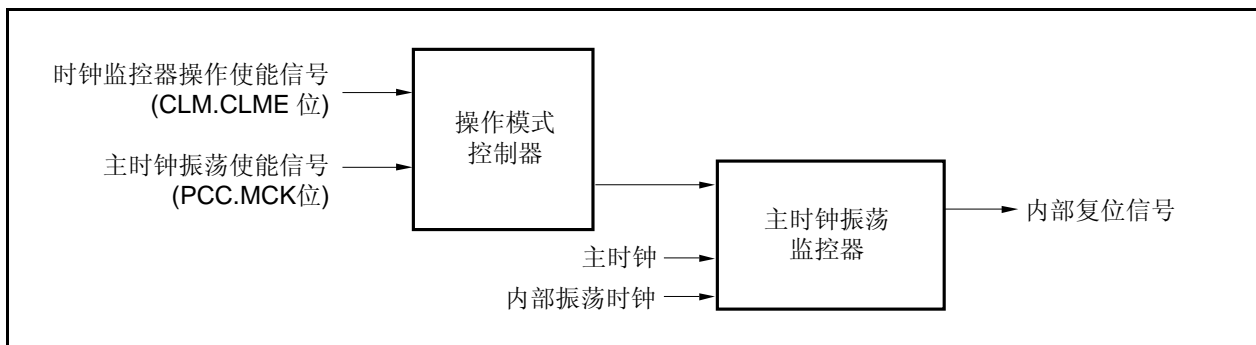 时钟监控器操作使能信号
(CLM.CLME 位)
主时钟振荡使能信号
(PCC.MCK位)
操作模式
控制器
主时钟
内部振荡时钟
主时钟振荡
监控器
内部复位信号